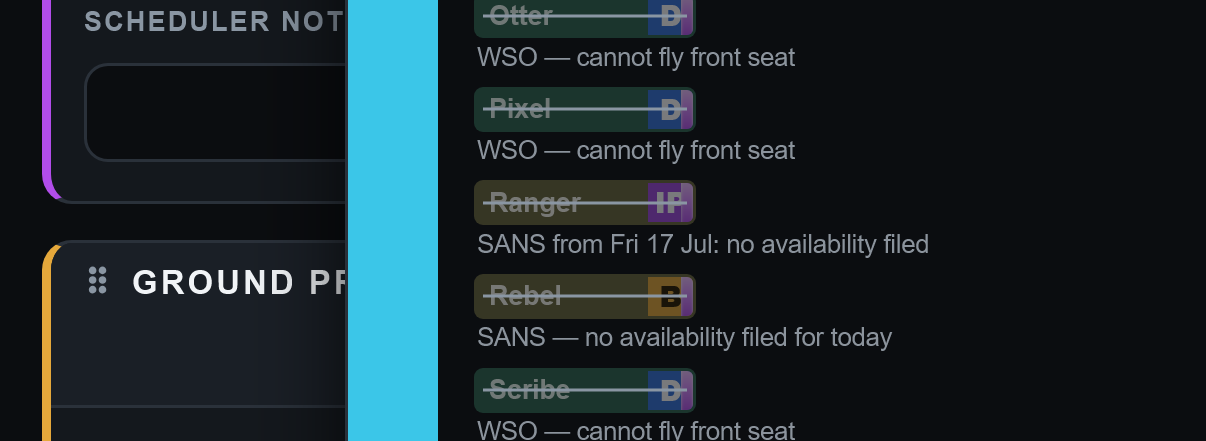 SCHEDULER NOT
GROUND PR
Otter D
WSO — cannot fly front seat
Pixel D
WSO — cannot fly front seat
Ranger IP
SANS from Fri 17 Jul: no availability filed
Rebel B
SANS — no availability filed for today
Scribe D
WSO — cannot fly front seat